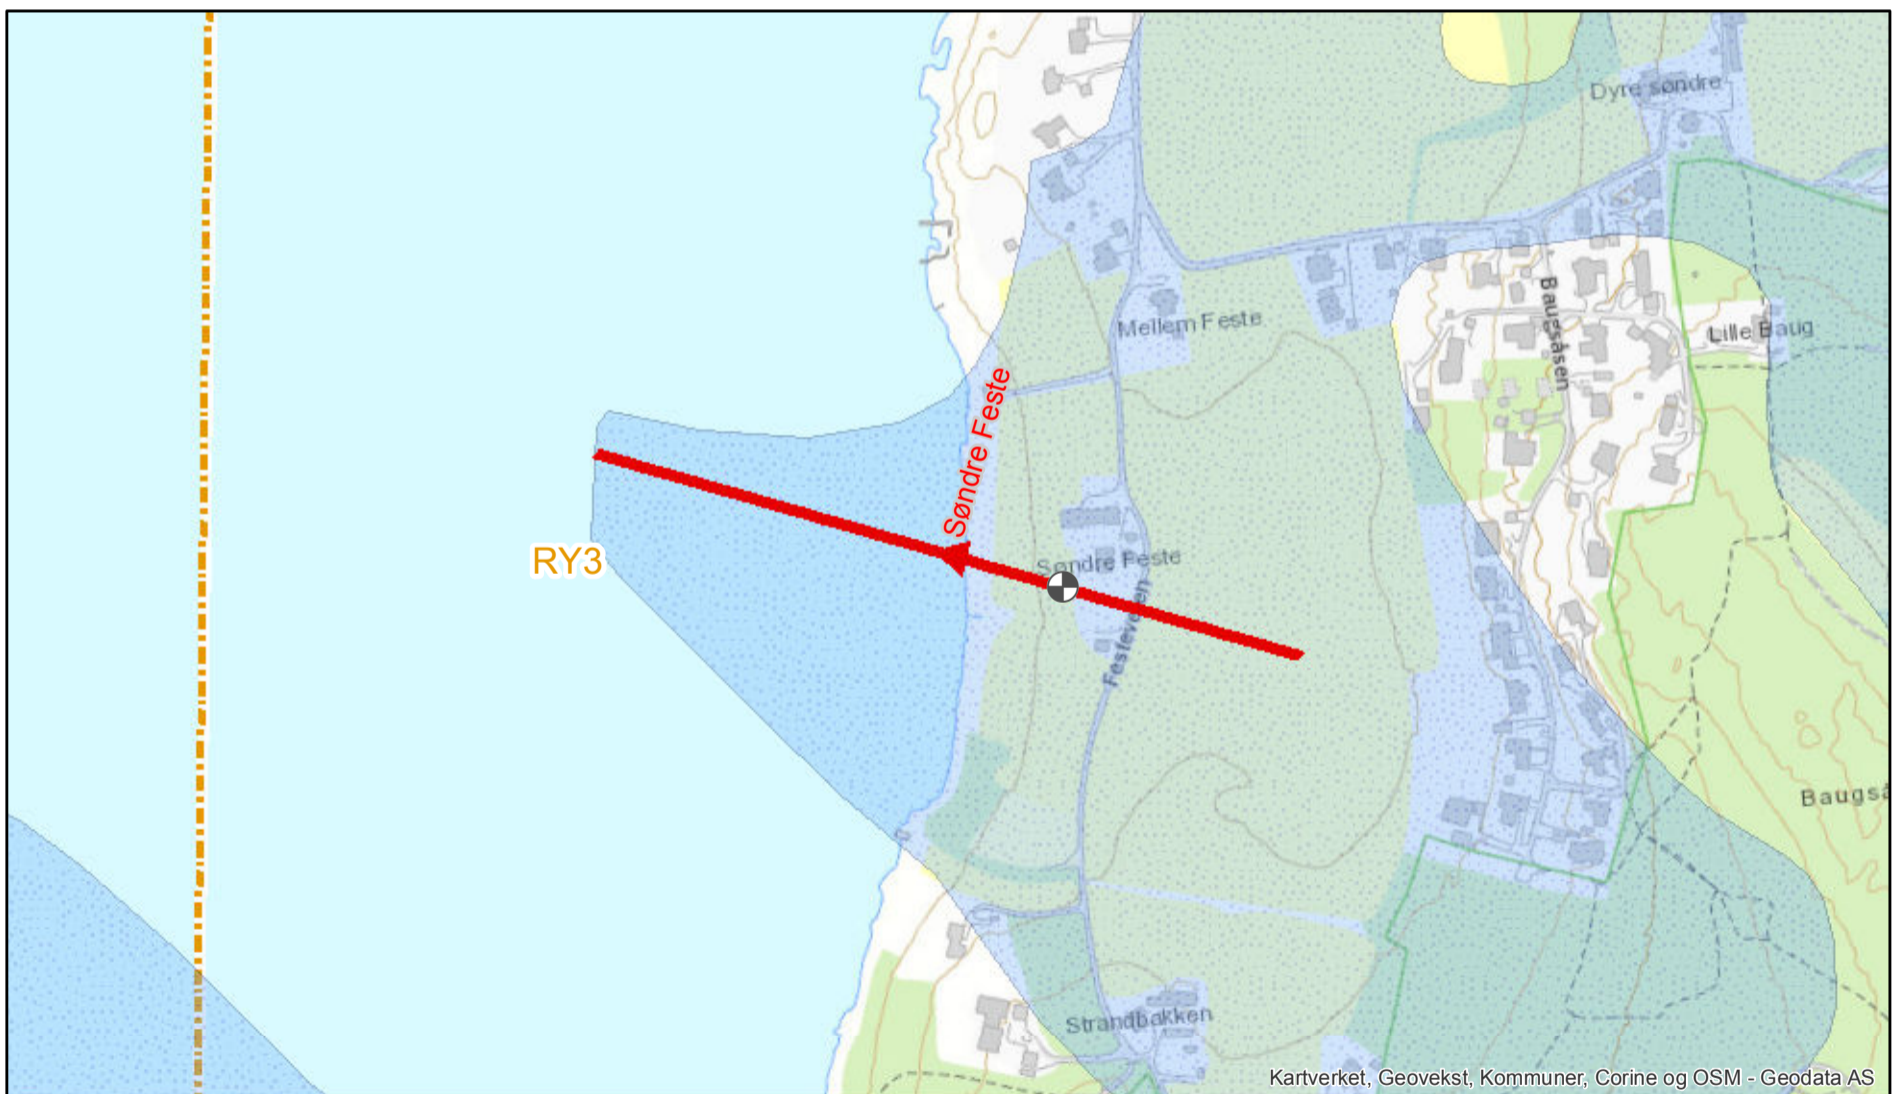 Dyre søndre
Mellem Feste
Baugsåsen
Lille Baug
Søndre Feste
RY3
Søndre Feste
Festeveien
Baugså
Strandbakken
Kartverket, Geovekst, Kommuner, Corine og OSM - Geodata AS